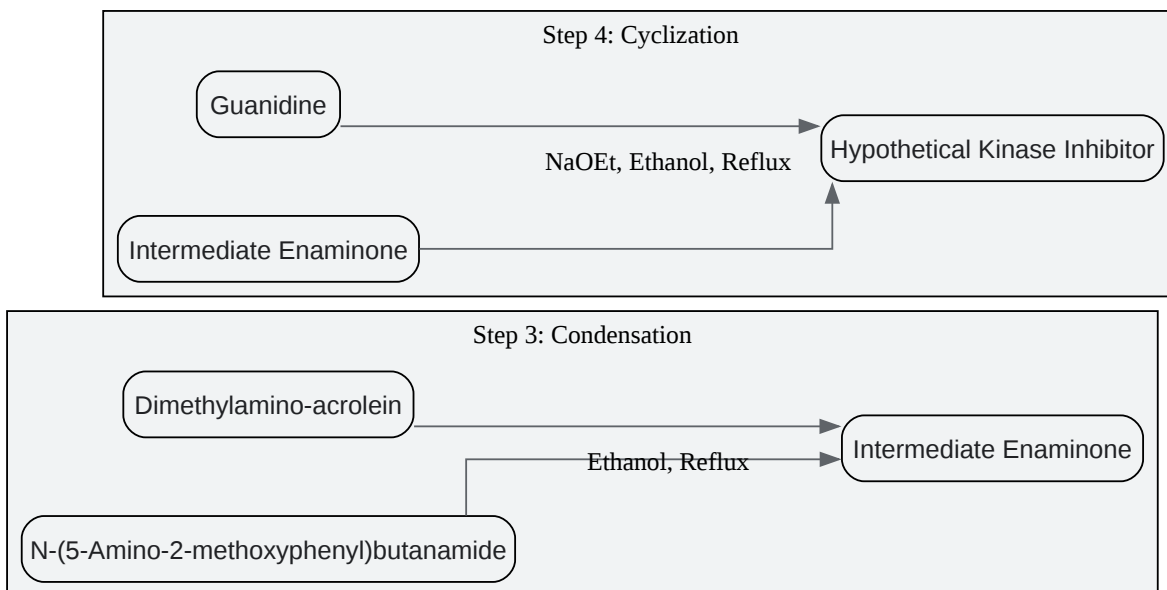 Step 4: Cyclization
Guanidine
Hypothetical Kinase Inhibitor
NaOEt, Ethanol, Reflux
Intermediate Enaminone
Step 3: Condensation
Dimethylamino-acrolein
Intermediate Enaminone
Ethanol, Reflux
N-(5-Amino-2-methoxyphenyl)butanamide